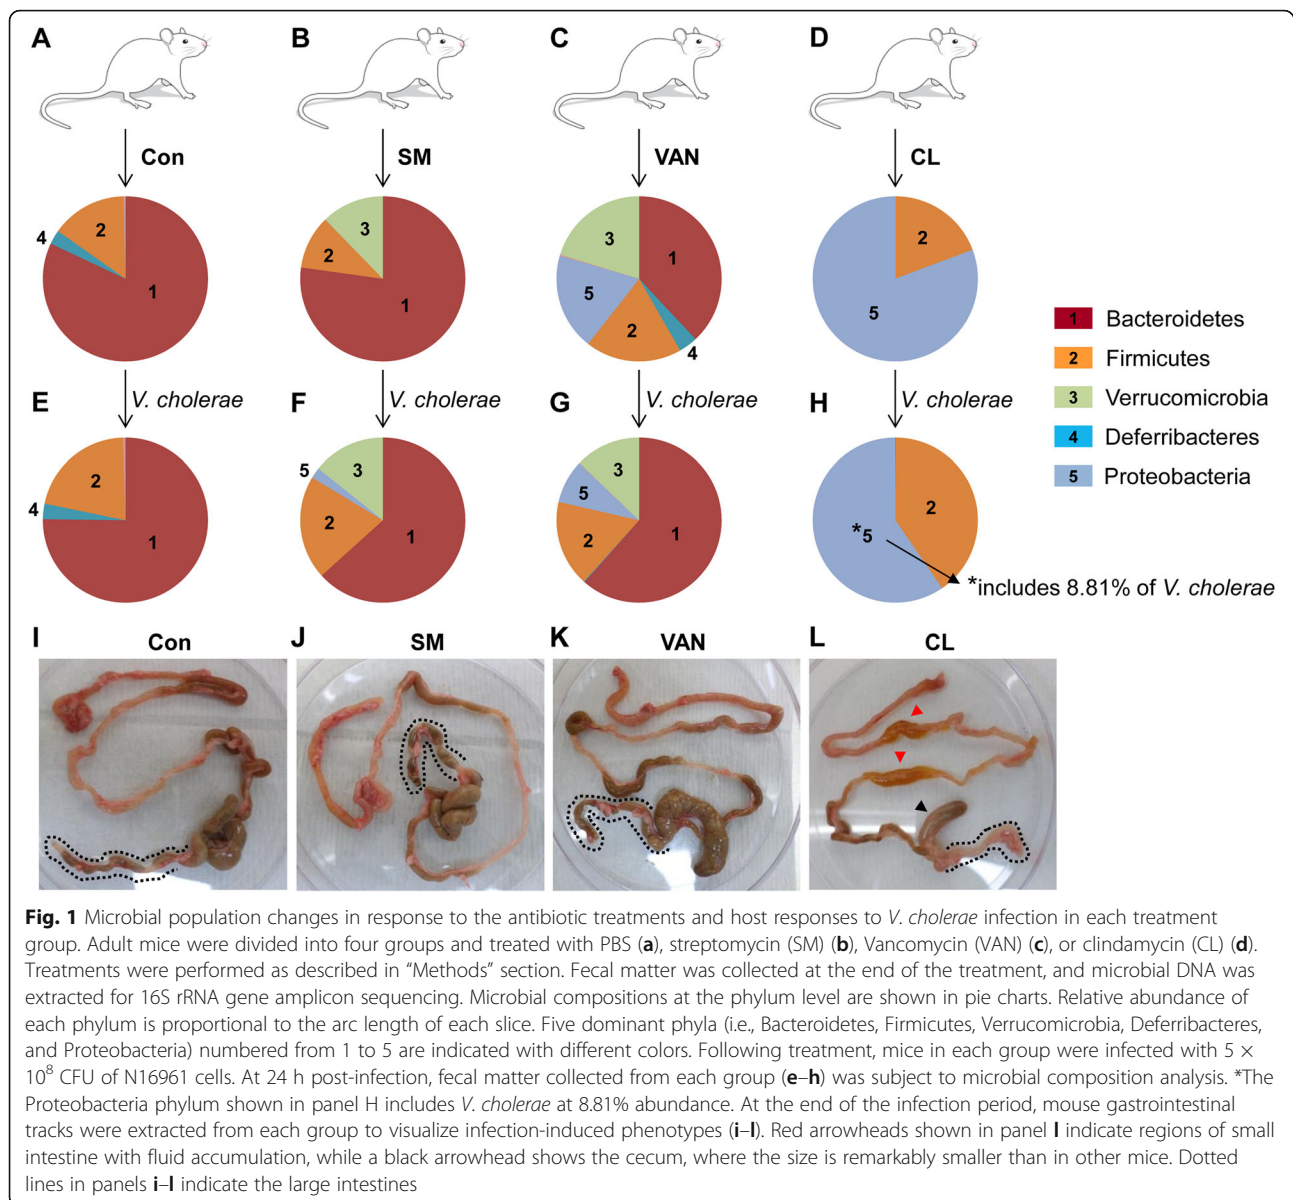 A B C D
Con SM VAN CL
2 4 1
3 2 1
3 1 5 2 4
2 5
1 Bacteroidetes
2 Firmicutes
3 Verrucomicrobia
4 Deferribacteres
5 Proteobacteria
E V. cholerae F V. cholerae G V. cholerae H V. cholerae
2 4 1
5 3 2 1
3 5 2 1
2 *5
*includes 8.81% of V. cholerae
I Con J SM K VAN L CL
Fig. 1 Microbial population changes in response to the antibiotic treatments and host responses to V. cholerae infection in each treatment
group. Adult mice were divided into four groups and treated with PBS (a), streptomycin (SM) (b), Vancomycin (VAN) (c), or clindamycin (CL) (d).
Treatments were performed as described in “Methods” section. Fecal matter was collected at the end of the treatment, and microbial DNA was
extracted for 16S rRNA gene amplicon sequencing. Microbial compositions at the phylum level are shown in pie charts. Relative abundance of
each phylum is proportional to the arc length of each slice. Five dominant phyla (i.e., Bacteroidetes, Firmicutes, Verrucomicrobia, Deferribacteres,
and Proteobacteria) numbered from 1 to 5 are indicated with different colors. Following treatment, mice in each group were infected with 5 ×
10⁸ CFU of N16961 cells. At 24 h post-infection, fecal matter collected from each group (e–h) was subject to microbial composition analysis. *The
Proteobacteria phylum shown in panel H includes V. cholerae at 8.81% abundance. At the end of the infection period, mouse gastrointestinal
tracks were extracted from each group to visualize infection-induced phenotypes (i–l). Red arrowheads shown in panel l indicate regions of small
intestine with fluid accumulation, while a black arrowhead shows the cecum, where the size is remarkably smaller than in other mice. Dotted
lines in panels i–l indicate the large intestines